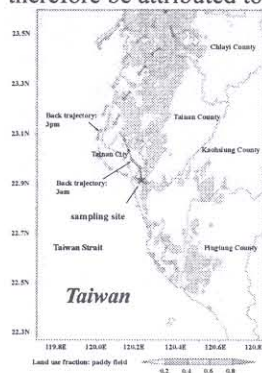 therefore be attributed to
23.5N
Chiayi County
23.3N
Back trajectory:
3pm
Tainan County
23.1N
Tainan City
Kaohsiung County
Back trajectory:
3am
22.9N
sampling site
22.7N
Taiwan Strait
Pingtung County
22.5N
Taiwan
22.3N
119.8E 120.0E 120.2E 120.4E 120.6E 120.8
Land use fraction: paddy field
0.2 0.4 0.6 0.8